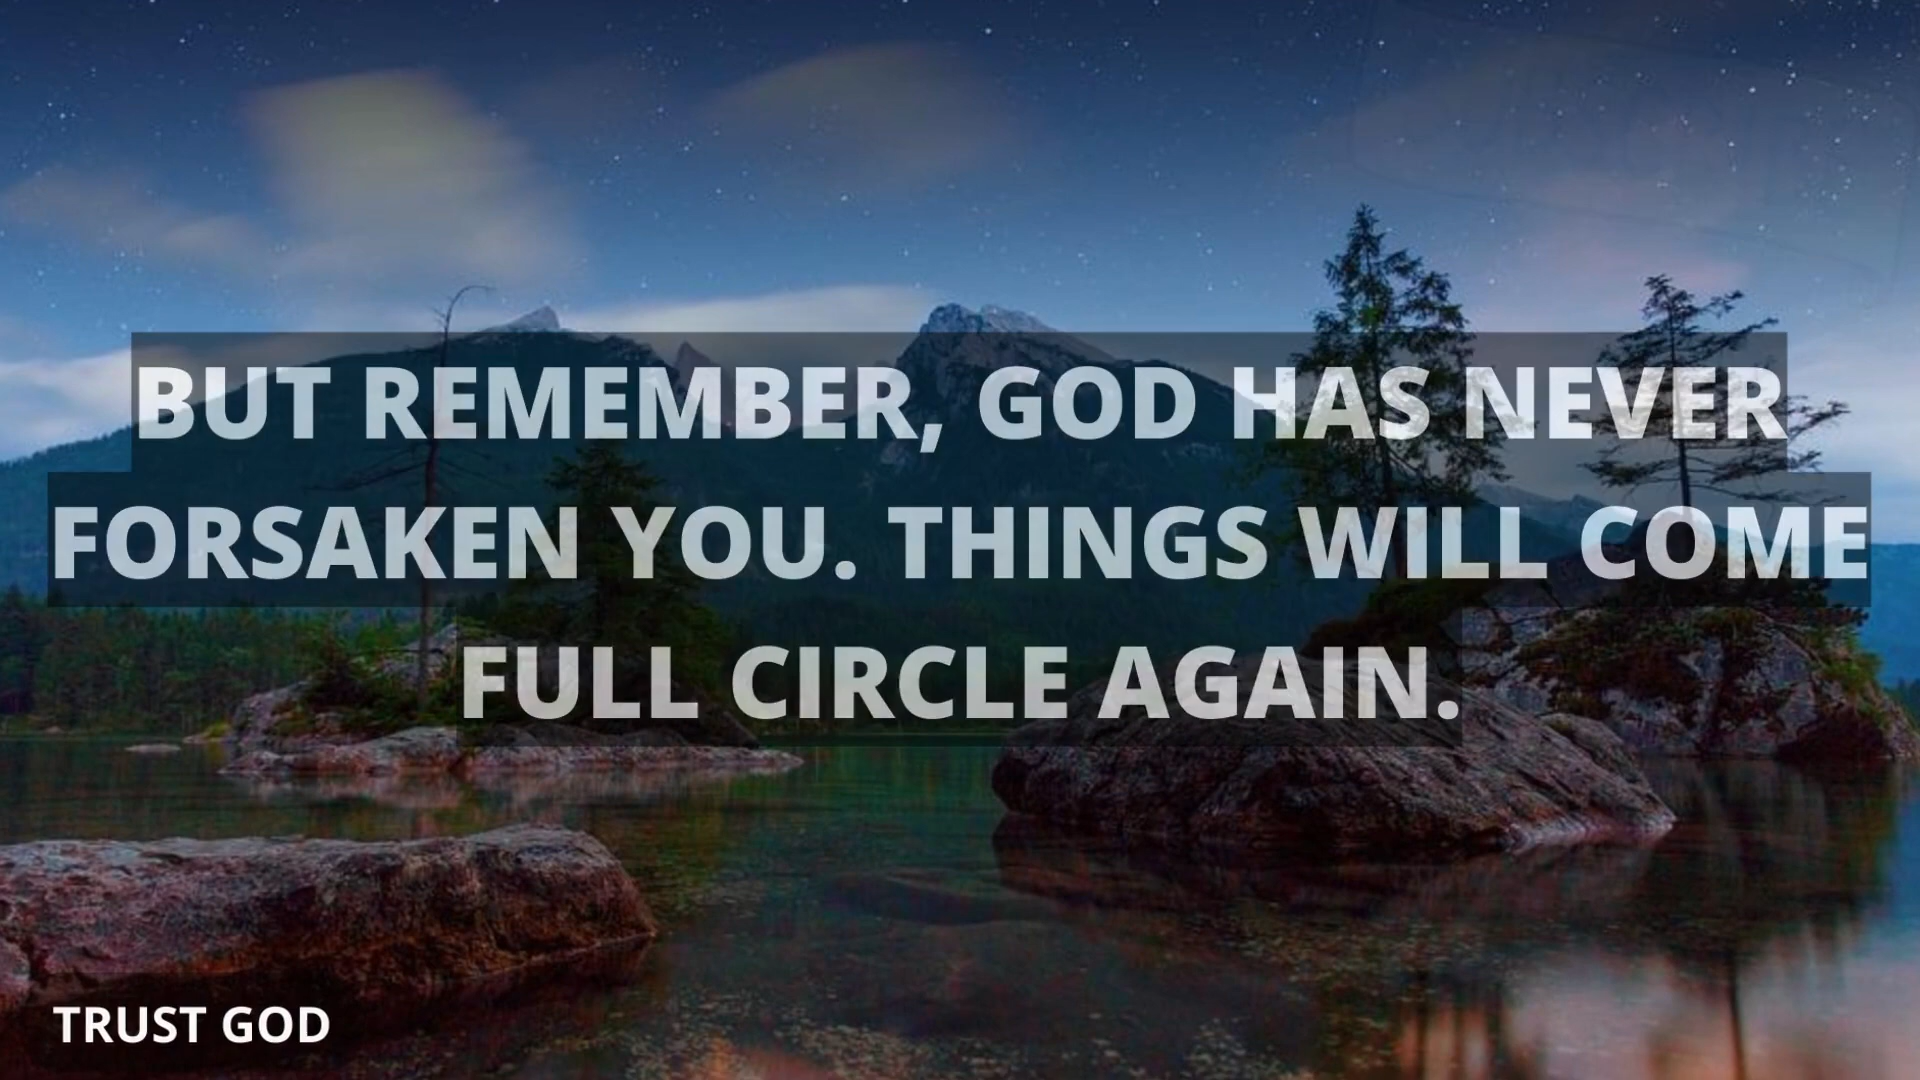 BUT REMEMBER, GOD HAS NEVER
FORSAKEN YOU. THINGS WILL COME
FULL CIRCLE AGAIN.
TRUST GOD